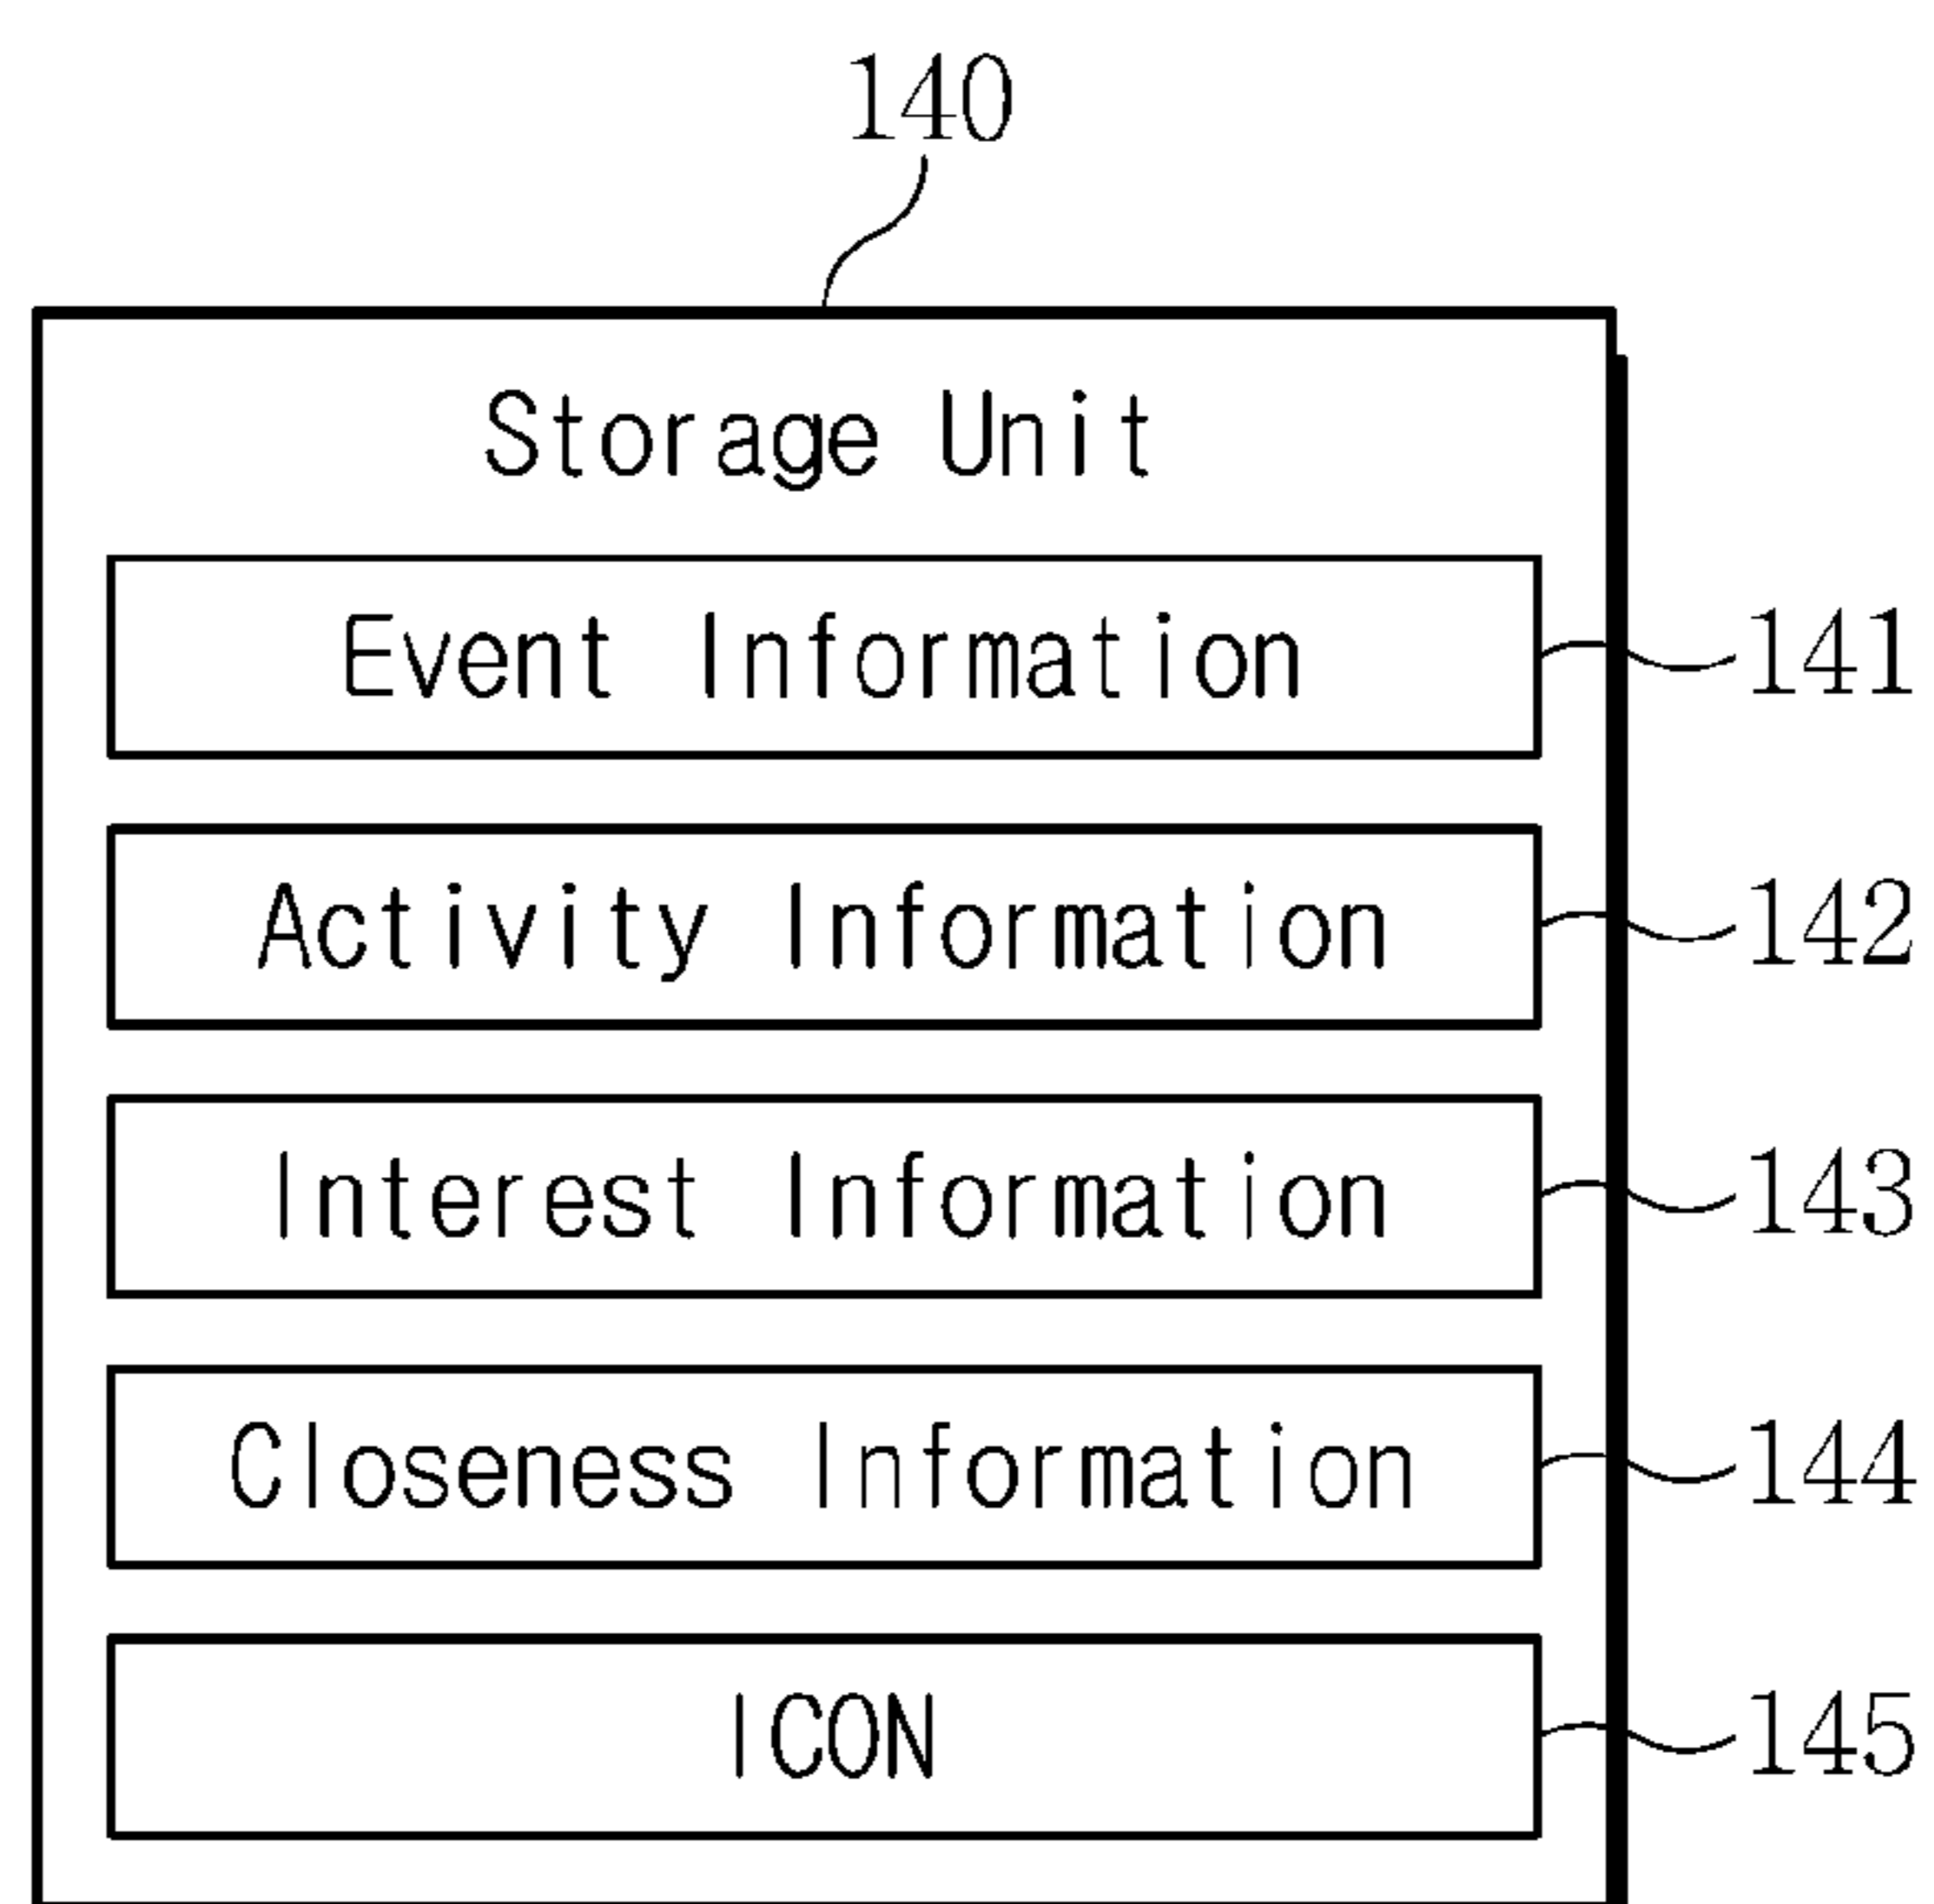 140
Storage Unit
Event Information 141
Activity Information 142
Interest Information 143
Closeness Information 144
ICON 145